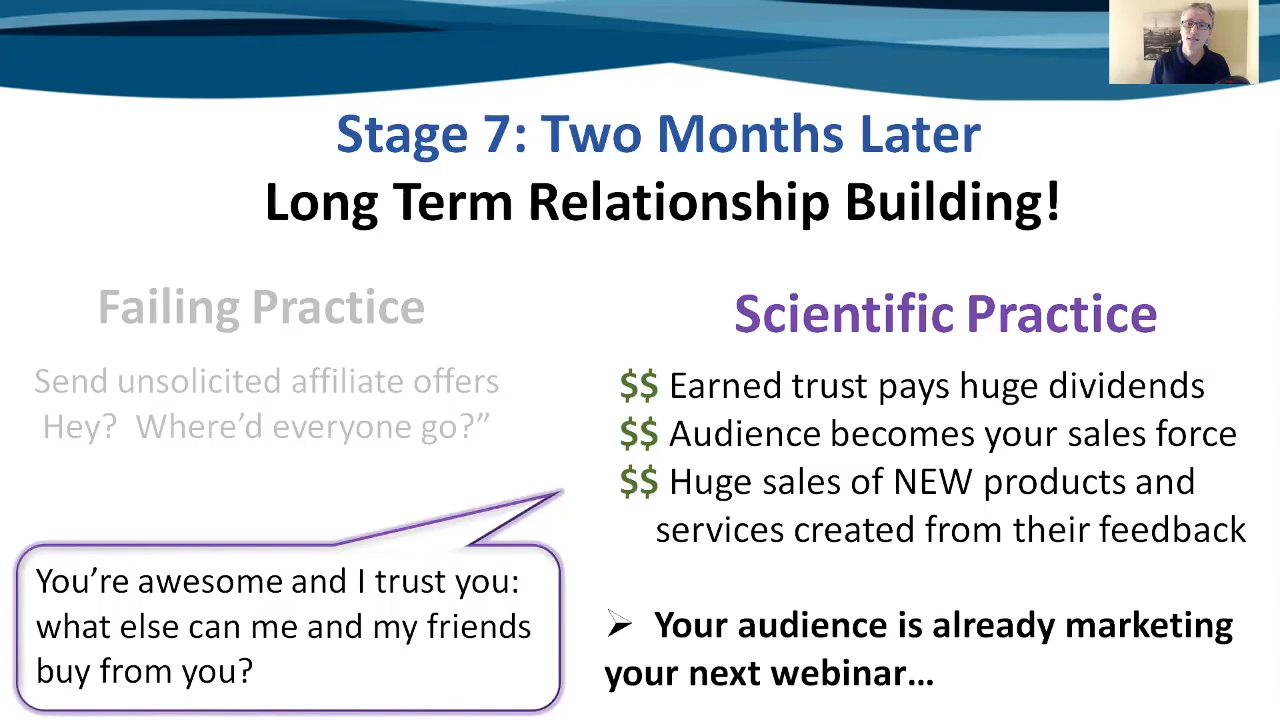 Stage 7: Two Months Later
Long Term Relationship Building!
Failing Practice
Send unsolicited affiliate offers
Hey?  Where’d everyone go?”
You’re awesome and I trust you:
what else can me and my friends
buy from you?
Scientific Practice
$$ Earned trust pays huge dividends
$$ Audience becomes your sales force
$$ Huge sales of NEW products and
services created from their feedback
➢ Your audience is already marketing
your next webinar…